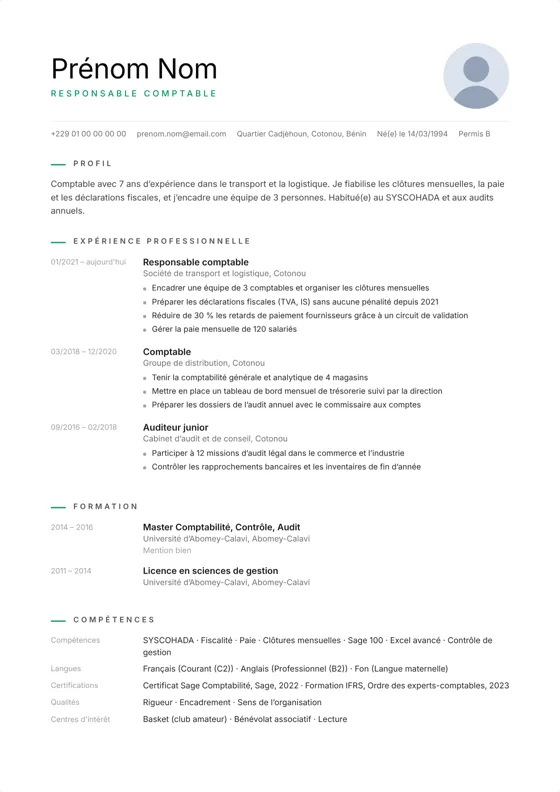 Prénom Nom
RESPONSABLE COMPTABLE
+229 01 00 00 00 00 prenom.nom@email.com Quartier Cadjèhoun, Cotonou, Bénin Né(e) le 14/03/1994 Permis B
PROFIL
Comptable avec 7 ans d’expérience dans le transport et la logistique. Je fiabilise les clôtures mensuelles, la paie
et les déclarations fiscales, et j’encadre une équipe de 3 personnes. Habitué(e) au SYSCOHADA et aux audits
annuels.
EXPÉRIENCE PROFESSIONNELLE
01/2021 – aujourd’hui Responsable comptable
Société de transport et logistique, Cotonou
Encadrer une équipe de 3 comptables et organiser les clôtures mensuelles
Préparer les déclarations fiscales (TVA, IS) sans aucune pénalité depuis 2021
Réduire de 30 % les retards de paiement fournisseurs grâce à un circuit de validation
Gérer la paie mensuelle de 120 salariés
03/2018 – 12/2020 Comptable
Groupe de distribution, Cotonou
Tenir la comptabilité générale et analytique de 4 magasins
Mettre en place un tableau de bord mensuel de trésorerie suivi par la direction
Préparer les dossiers de l’audit annuel avec le commissaire aux comptes
09/2016 – 02/2018 Auditeur junior
Cabinet d’audit et de conseil, Cotonou
Participer à 12 missions d’audit légal dans le commerce et l’industrie
Contrôler les rapprochements bancaires et les inventaires de fin d’année
FORMATION
2014 – 2016 Master Comptabilité, Contrôle, Audit
Université d’Abomey-Calavi, Abomey-Calavi
Mention bien
2011 – 2014 Licence en sciences de gestion
Université d’Abomey-Calavi, Abomey-Calavi
COMPÉTENCES
Compétences SYSCOHADA · Fiscalité · Paie · Clôtures mensuelles · Sage 100 · Excel avancé · Contrôle de
gestion
Langues Français (Courant (C2)) · Anglais (Professionnel (B2)) · Fon (Langue maternelle)
Certifications Certificat Sage Comptabilité, Sage, 2022 · Formation IFRS, Ordre des experts-comptables, 2023
Qualités Rigueur · Encadrement · Sens de l’organisation
Centres d’intérêt Basket (club amateur) · Bénévolat associatif · Lecture